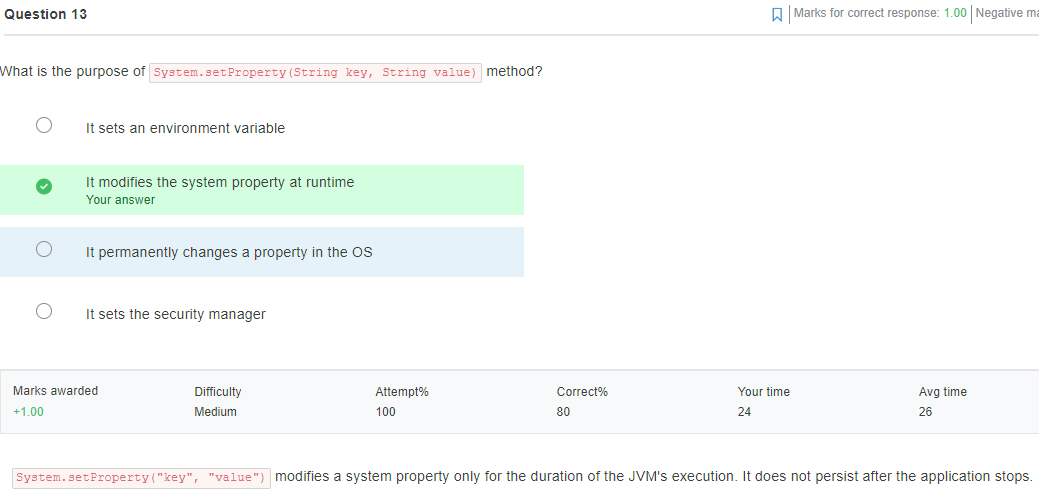 Question 13
Marks for correct response: 1.00 Negative
What is the purpose of System.setProperty(String key, String value) method?
It sets an environment variable
It modifies the system property at runtime
Your answer
It permanently changes a property in the OS
It sets the security manager
Marks awarded Difficulty Attempt% Correct% Your time Avg time
+1.00 Medium 100 80 24 26
System.setProperty("key", "value") modifies a system property only for the duration of the JVM's execution. It does not persist after the application stops.